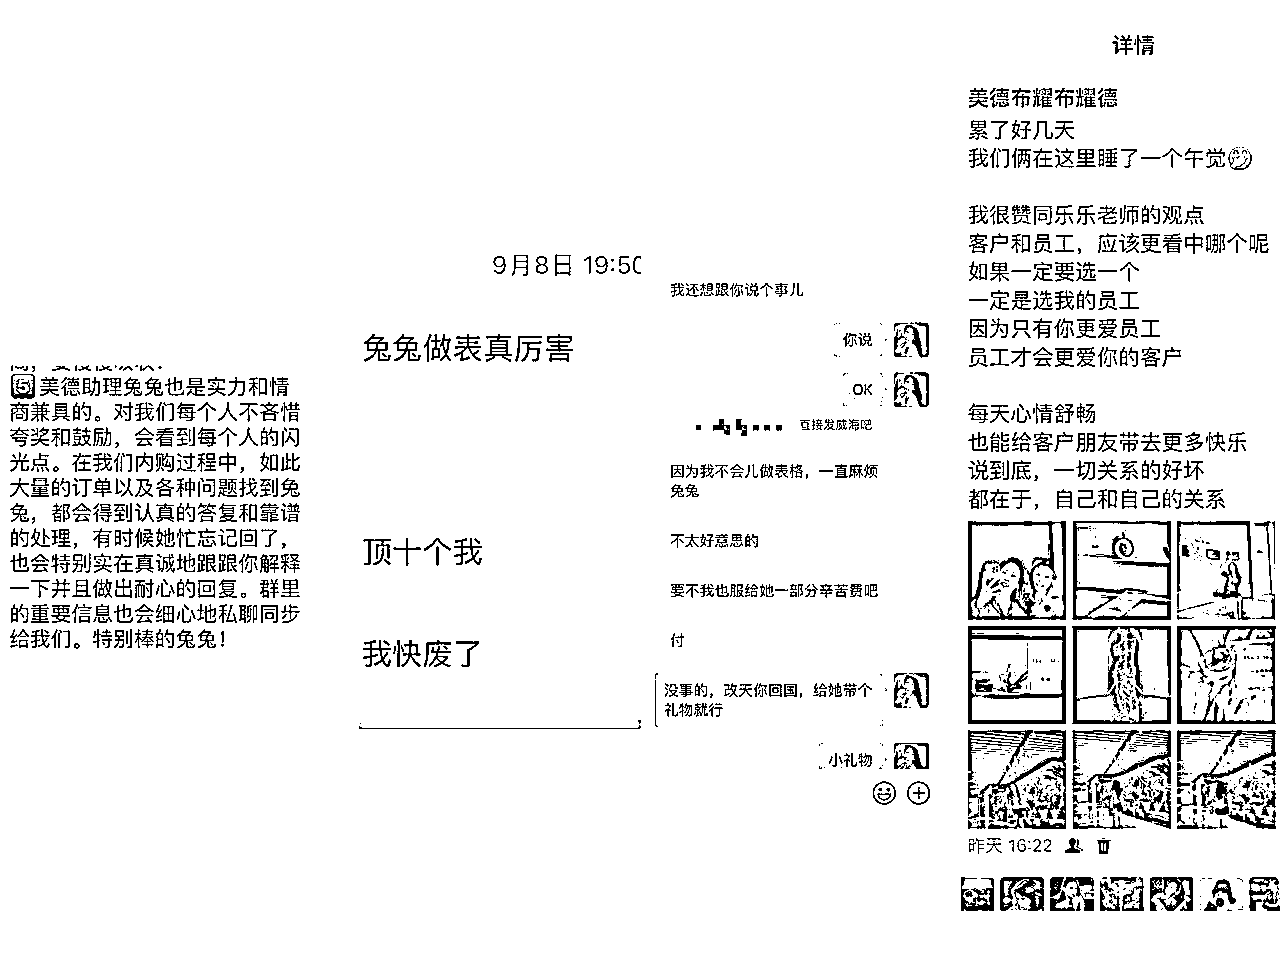 5 美德助理兔兔也是实力和情
商兼具的。对我们每个人不吝惜
夸奖和鼓励，会看到每个人的闪
光点。在我们内购过程中，如此
大量的订单以及各种问题找到兔
兔，都会得到认真的答复和靠谱
的处理，有时候她忙忘记回了，
也会特别实在真诚地跟跟你解释
一下并且做出耐心的回复。群里
的重要信息也会细心地私聊同步
给我们。特别棒的兔兔！
9月8日 19:50
兔兔做表真厉害
顶十个我
我快废了
我还想跟你说个事儿
你说
OK
直接发威海吧
因为我不会儿做表格，一直麻烦
兔兔
不太好意思的
要不我也服给她一部分辛苦费吧
付
没事的，改天你回国，给她带个
礼物就行
小礼物
详情
美德布耀布耀德
累了好几天
我们俩在这里睡了一个午觉
我很赞同乐乐老师的观点
客户和员工，应该更看中哪个呢
如果一定要选一个
一定是选我的员工
因为只有你更爱员工
员工才会更爱你的客户
每天心情舒畅
也能给客户朋友带去更多快乐
说到底，一切关系的好坏
都在于，自己和自己的关系
昨天 16:22